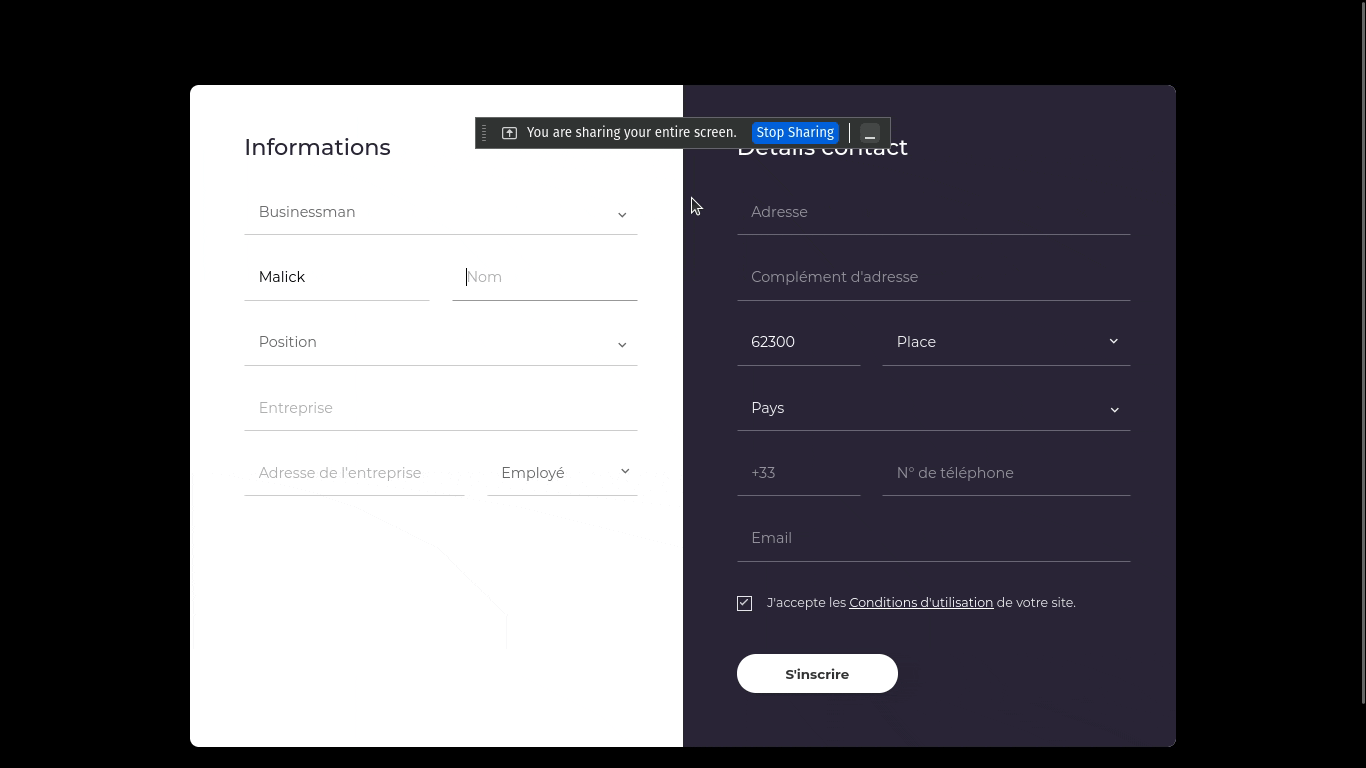 You are sharing your entire screen. Stop Sharing
Informations
Businessman
Malick Nom
Position
Entreprise
Adresse de l'entreprise Employé
Détails contact
Adresse
Complément d'adresse
62300 Place
Pays
+33 N° de téléphone
Email
J'accepte les Conditions d'utilisation de votre site.
S'inscrire